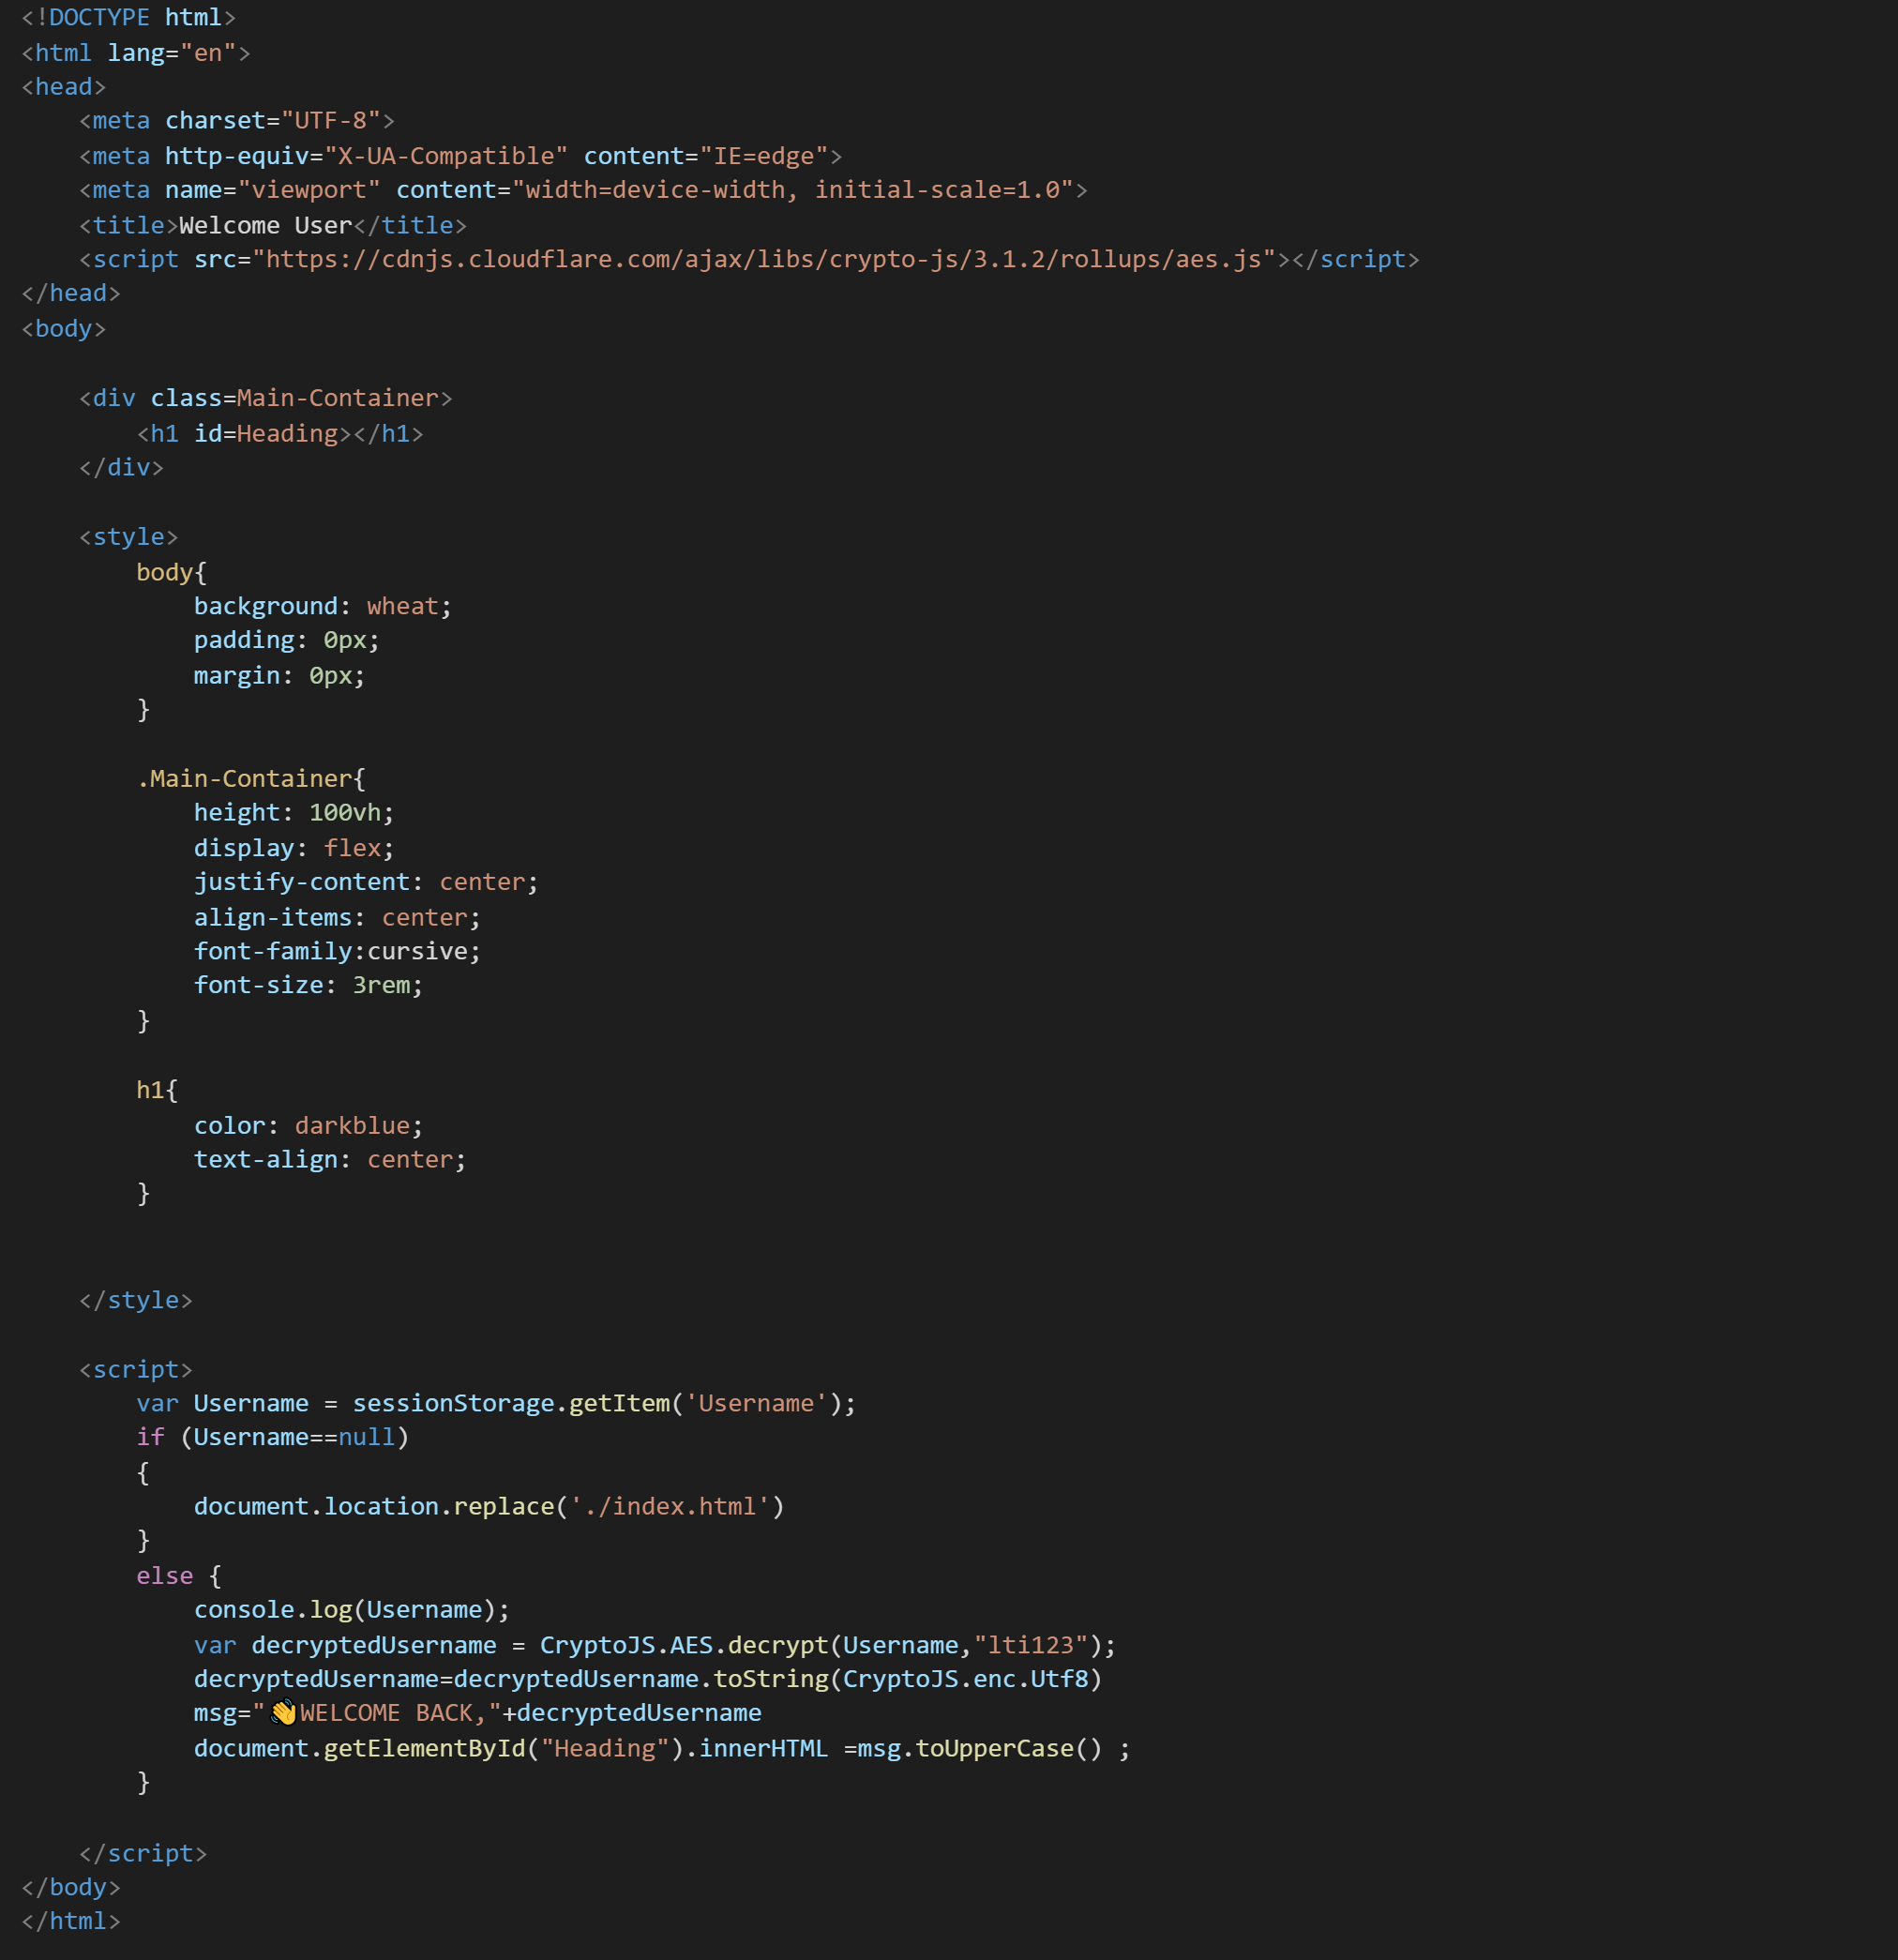 <!DOCTYPE html>
<html lang="en">
<head>
    <meta charset="UTF-8">
    <meta http-equiv="X-UA-Compatible" content="IE=edge">
    <meta name="viewport" content="width=device-width, initial-scale=1.0">
    <title>Welcome User</title>
    <script src="https://cdnjs.cloudflare.com/ajax/libs/crypto-js/3.1.2/rollups/aes.js"></script>
</head>
<body>

    <div class=Main-Container>
        <h1 id=Heading></h1>
    </div>

    <style>
        body{
            background: wheat;
            padding: 0px;
            margin: 0px;
        }

        .Main-Container{
            height: 100vh;
            display: flex;
            justify-content: center;
            align-items: center;
            font-family:cursive;
            font-size: 3rem;
        }

        h1{
            color: darkblue;
            text-align: center;
        }


    </style>

    <script>
        var Username = sessionStorage.getItem('Username');
        if (Username==null)
        {
            document.location.replace('./index.html')
        }
        else {
            console.log(Username);
            var decryptedUsername = CryptoJS.AES.decrypt(Username,"lti123");
            decryptedUsername=decryptedUsername.toString(CryptoJS.enc.Utf8)
            msg="👋WELCOME BACK,"+decryptedUsername
            document.getElementById("Heading").innerHTML =msg.toUpperCase() ;
        }

    </script>
</body>
</html>